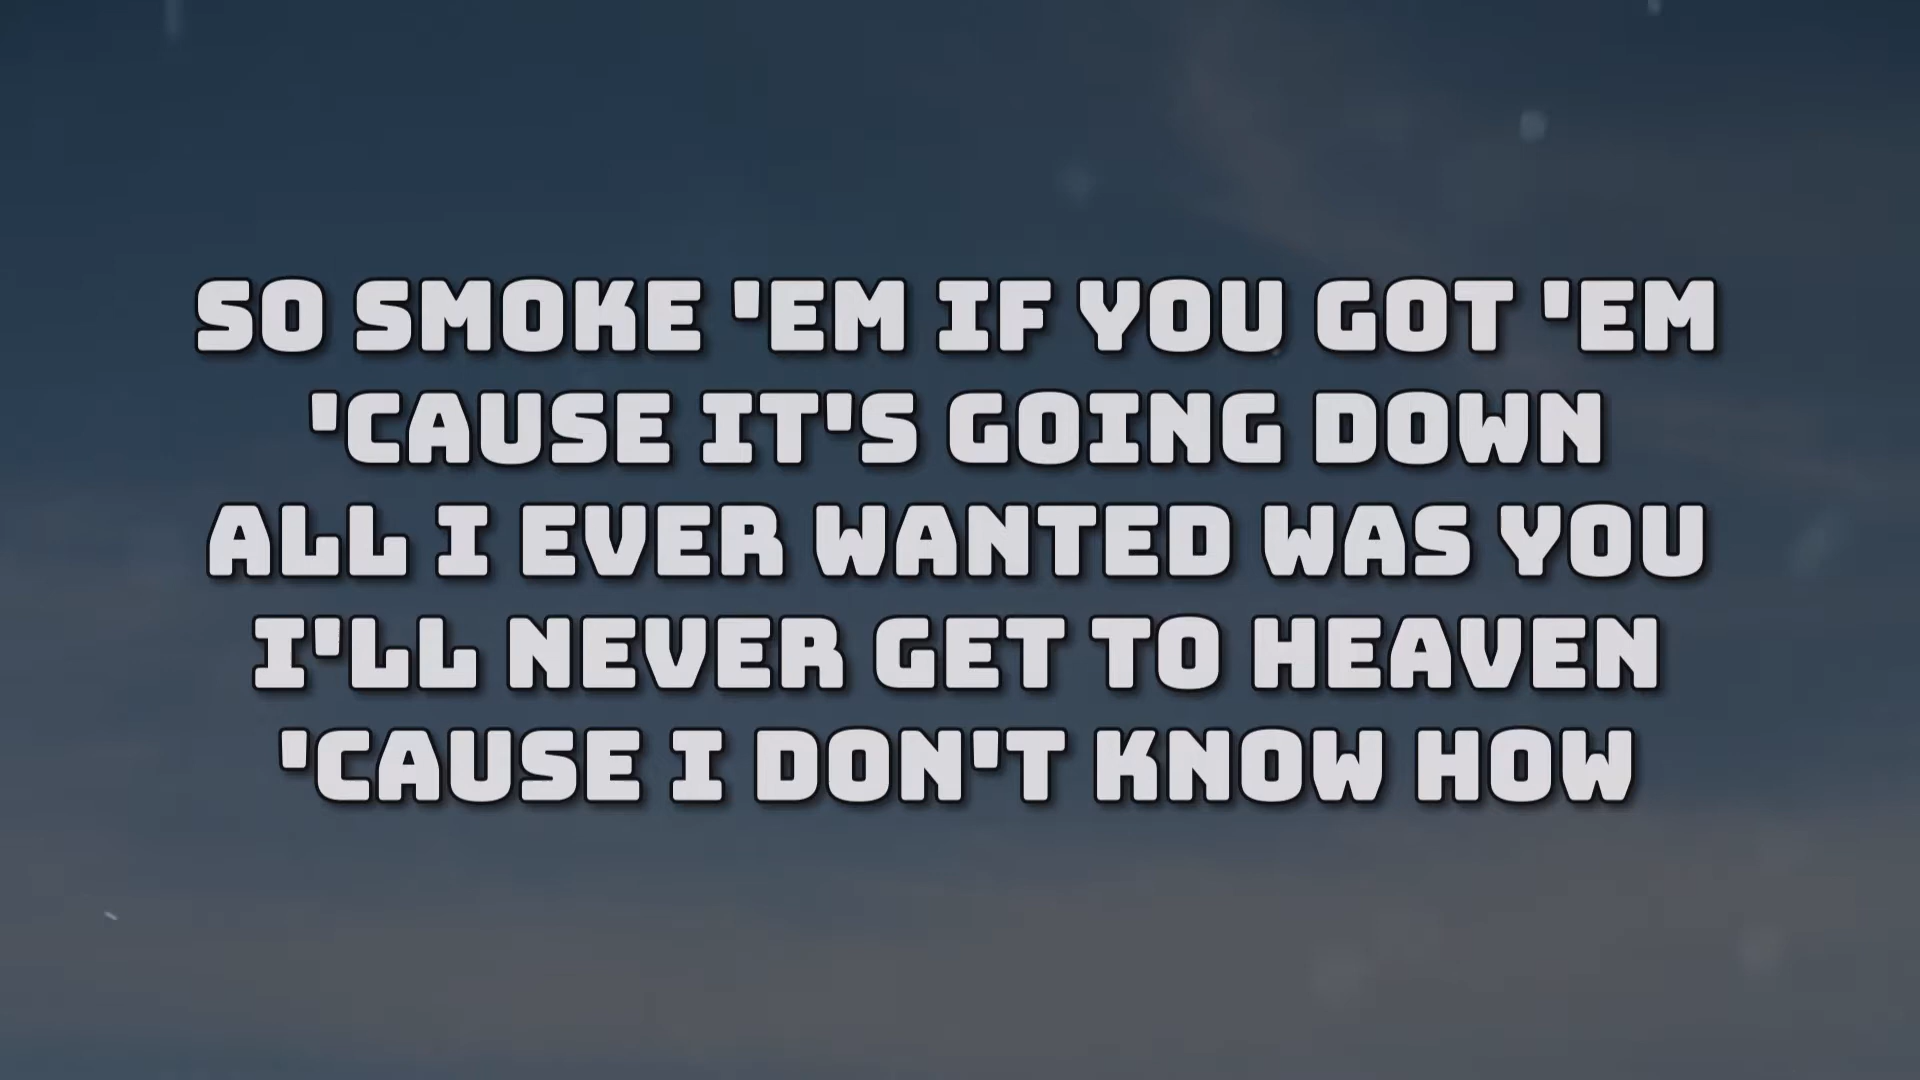 SO SMOKE 'EM IF YOU GOT 'EM
'CAUSE IT'S GOING DOWN
ALL I EVER WANTED WAS YOU
I'LL NEVER GET TO HEAVEN
'CAUSE I DON'T KNOW HOW